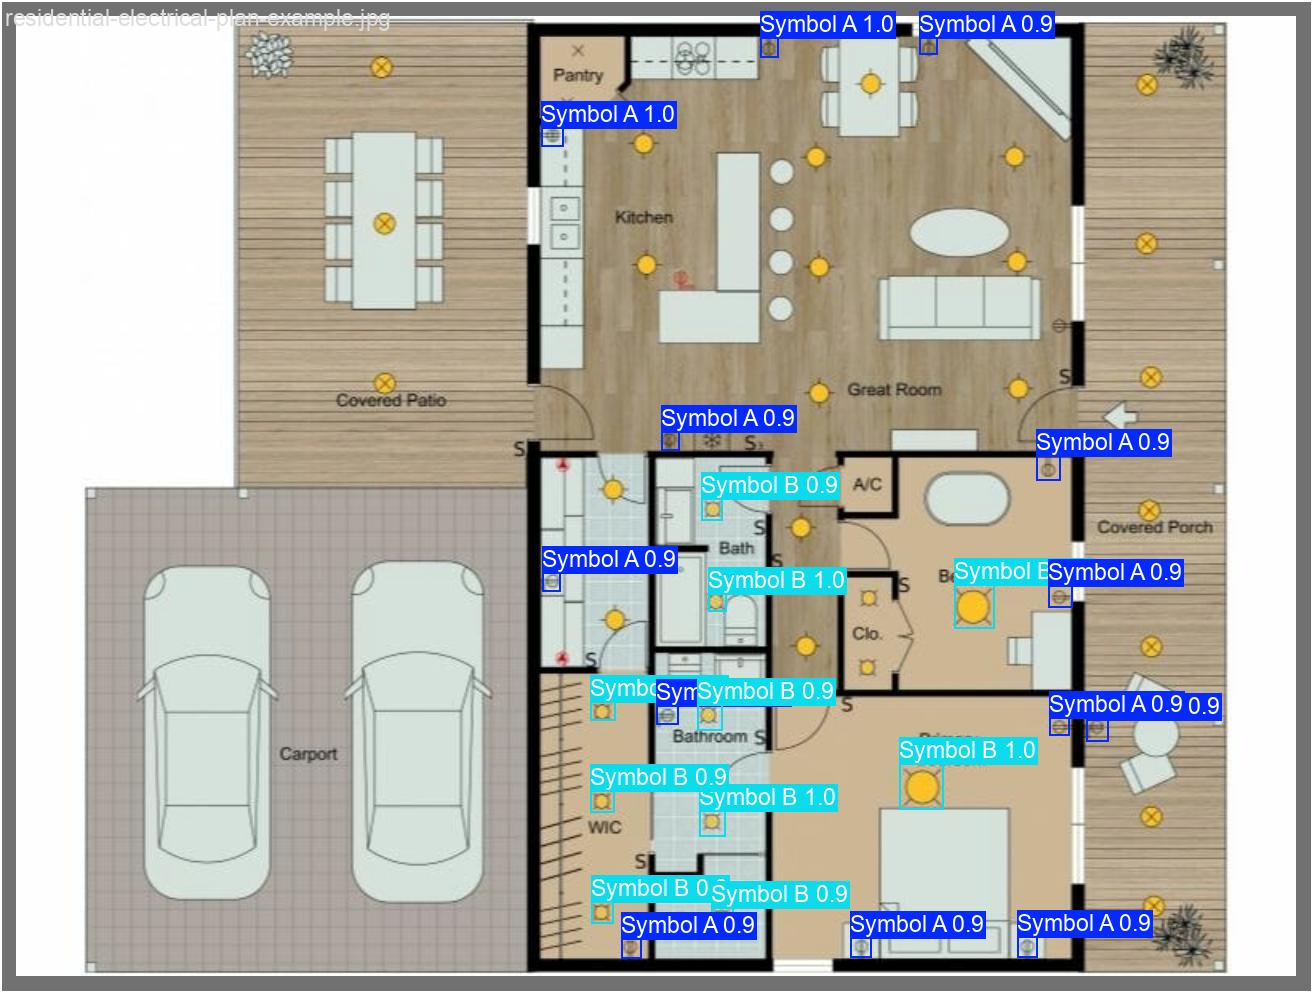 residential-electrical-plan-example.jpg
Symbol A 1.0
Symbol A 0.9
Pantry
Symbol A 1.0
Kitchen
Covered Patio
Great Room
S
Symbol A 0.9
S
S
Symbol A 0.9
A/C
Symbol B 0.9
S
Bath
Covered Porch
Symbol A 0.9
S
Symbol B
Symbol A 0.9
Symbol B 1.0
S
Clo.
S
Symbol B 0.9
Symbol A 0.9
0.9
S
Bathroom
S
Carport
Symbol B 1.0
Symbol B 0.9
Symbol B 1.0
WIC
S
Symbol B 0.9
Symbol B 0.9
Symbol A 0.9
Symbol A 0.9
Symbol A 0.9